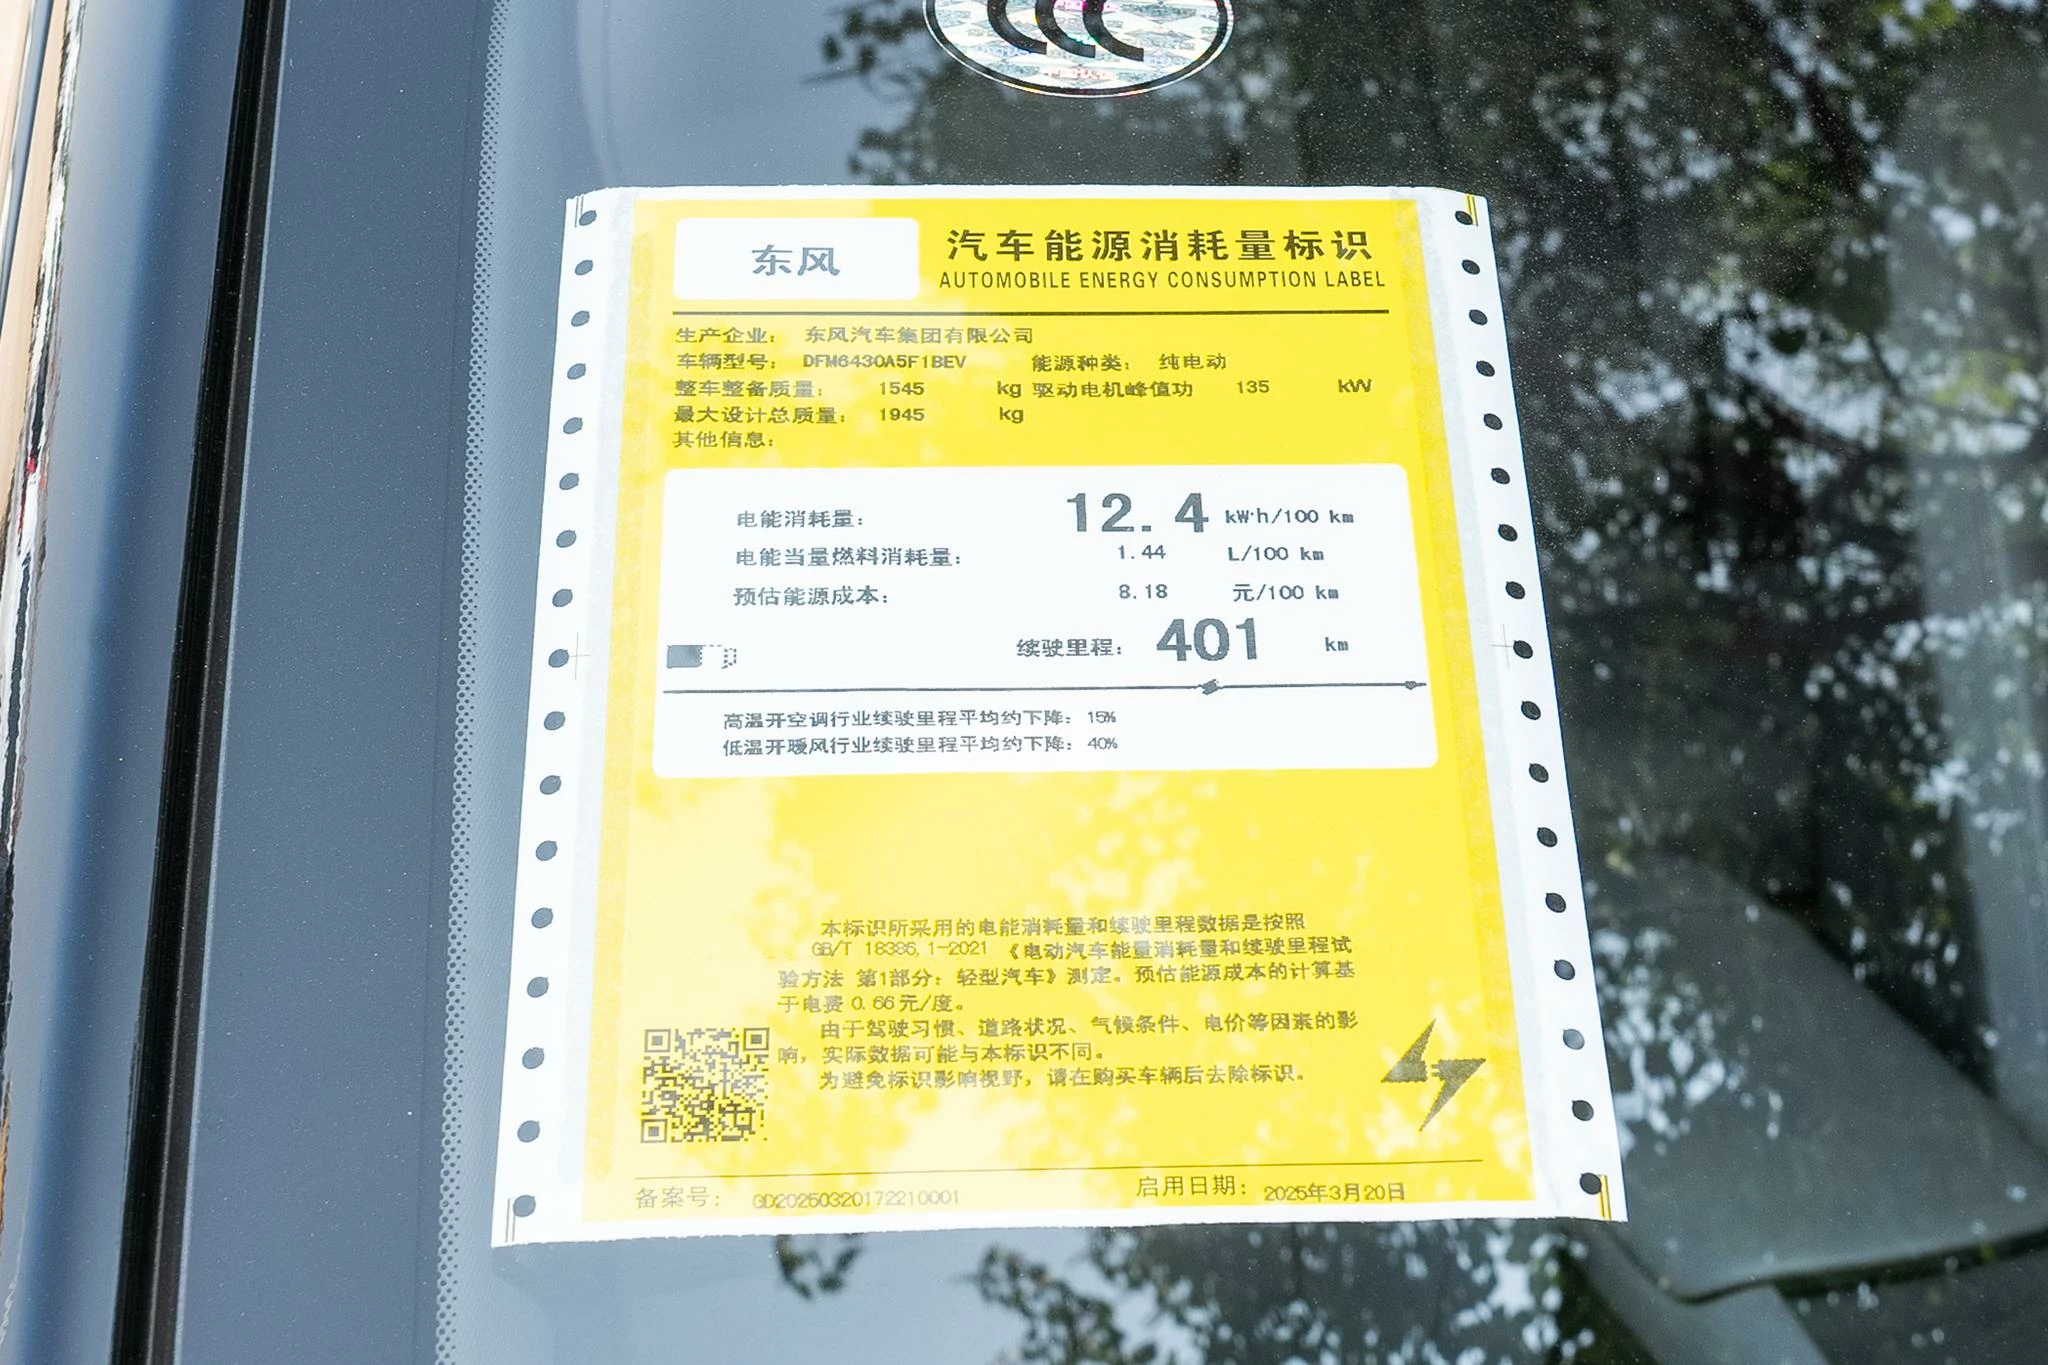 东风
汽车能源消耗量标识
AUTOMOBILE ENERGY CONSUMPTION LABEL
生产企业： 东风汽车集团有限公司
车辆型号： DFM6430A5F1BEV 能源种类： 纯电动
整车整备质量： 1545 kg 驱动电机峰值功 135 kW
最大设计总质量： 1945 kg
其他信息：
电能消耗量： 12.4 kW·h/100 km
电能当量燃料消耗量： 1.44 L/100 km
预估能源成本： 8.18 元/100 km
续驶里程： 401 km
高温开空调行业续驶里程平均约下降： 15%
低温开暖风行业续驶里程平均约下降： 40%
本标识所采用的电能消耗量和续驶里程数据是按照
GB/T 18386.1-2021 《电动汽车能量消耗量和续驶里程试
验方法 第1部分：轻型汽车》测定。预估能源成本的计算基
于电费 0.66 元/度。
由于驾驶习惯、道路状况、气候条件、电价等因素的影
响，实际数据可能与本标识不同。
为避免标识影响视野，请在购买车辆后去除标识。
备案号： GD20250320172210001 启用日期： 2025年3月20日